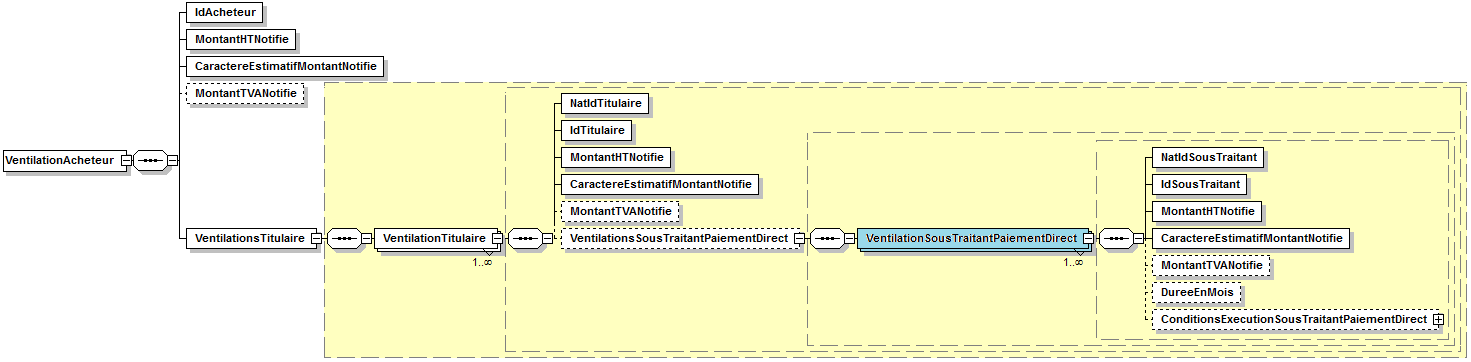 VentilationAcheteur
IdAcheteur
MontantHTNotifie
CaractereEstimatifMontantNotifie
MontantTVANotifie
VentilationsTitulaire
VentilationTitulaire
1..∞
NatIdTitulaire
IdTitulaire
MontantHTNotifie
CaractereEstimatifMontantNotifie
MontantTVANotifie
VentilationsSousTraitantPaiementDirect
VentilationSousTraitantPaiementDirect
1..∞
NatIdSousTraitant
IdSousTraitant
MontantHTNotifie
CaractereEstimatifMontantNotifie
MontantTVANotifie
DureeEnMois
ConditionsExecutionSousTraitantPaiementDirect